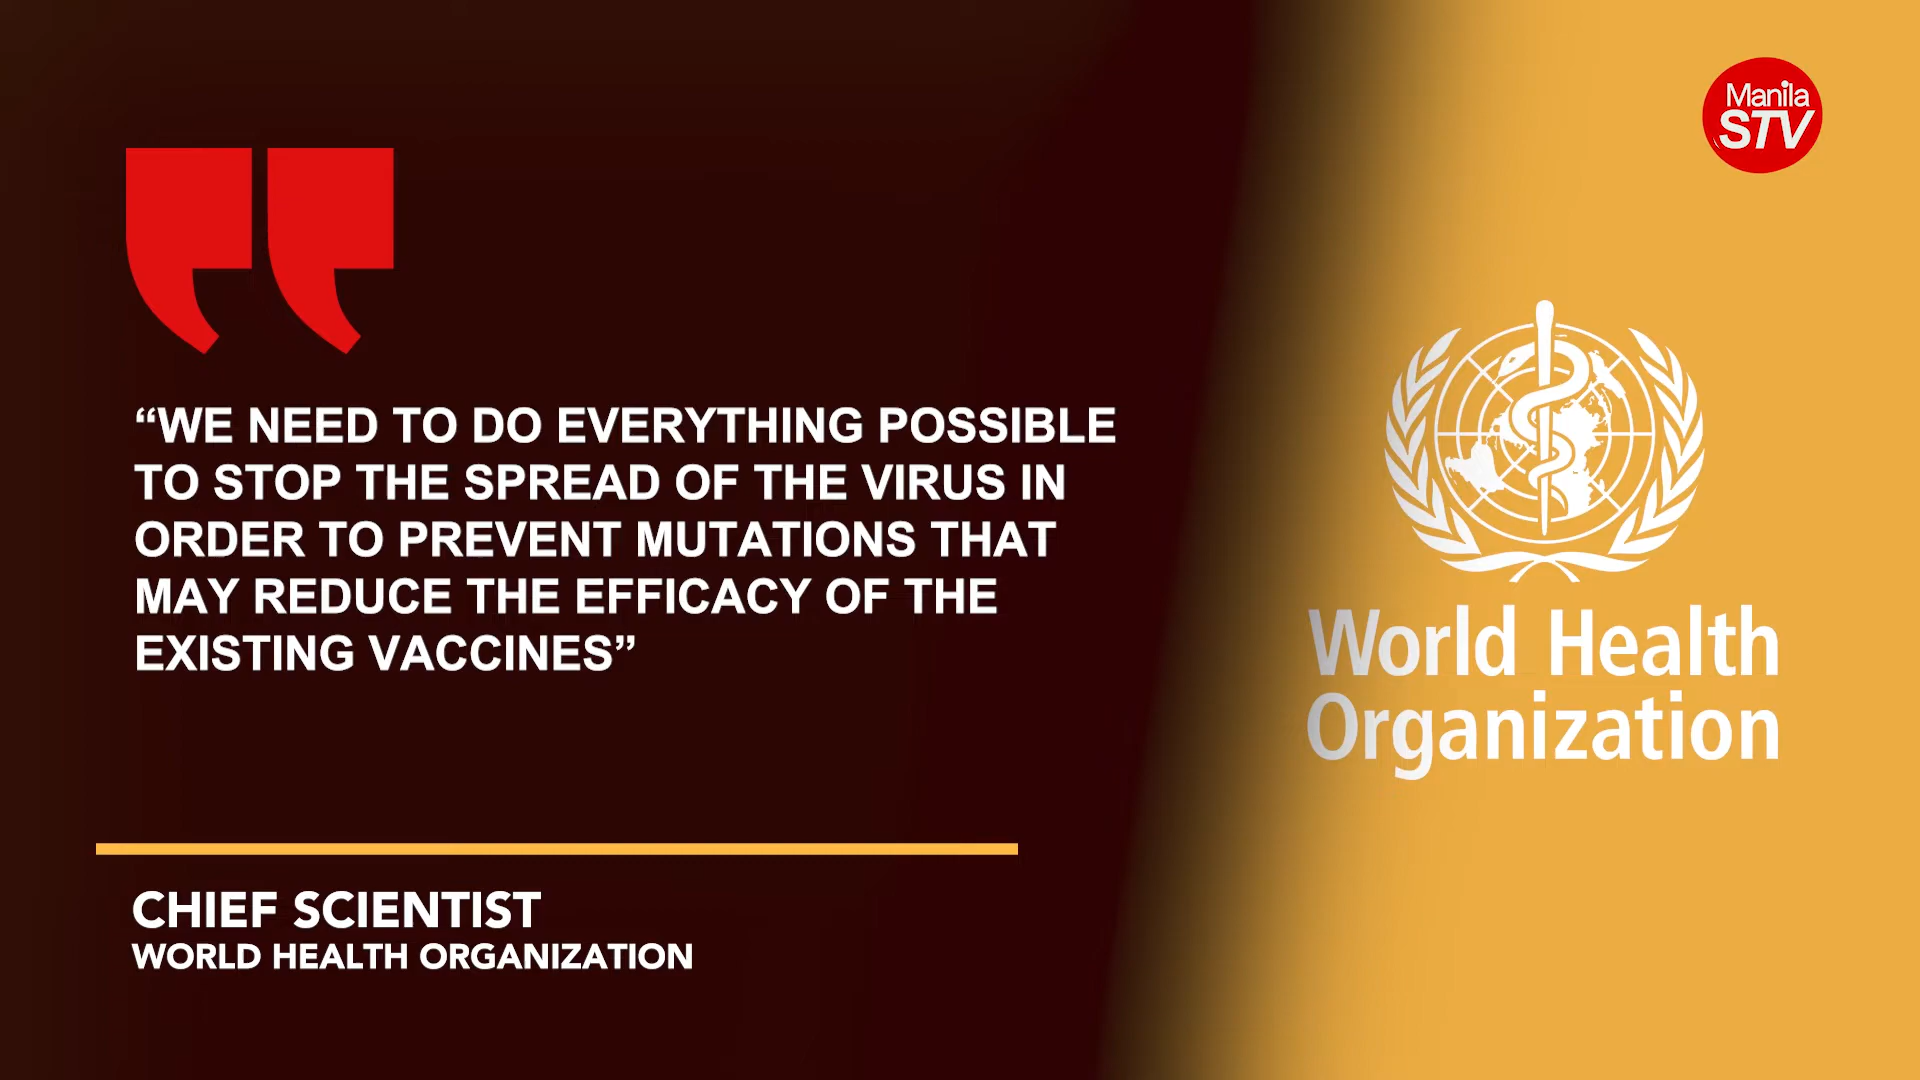 Manila
STV
“WE NEED TO DO EVERYTHING POSSIBLE
TO STOP THE SPREAD OF THE VIRUS IN
ORDER TO PREVENT MUTATIONS THAT
MAY REDUCE THE EFFICACY OF THE
EXISTING VACCINES”
World Health
Organization
CHIEF SCIENTIST
WORLD HEALTH ORGANIZATION